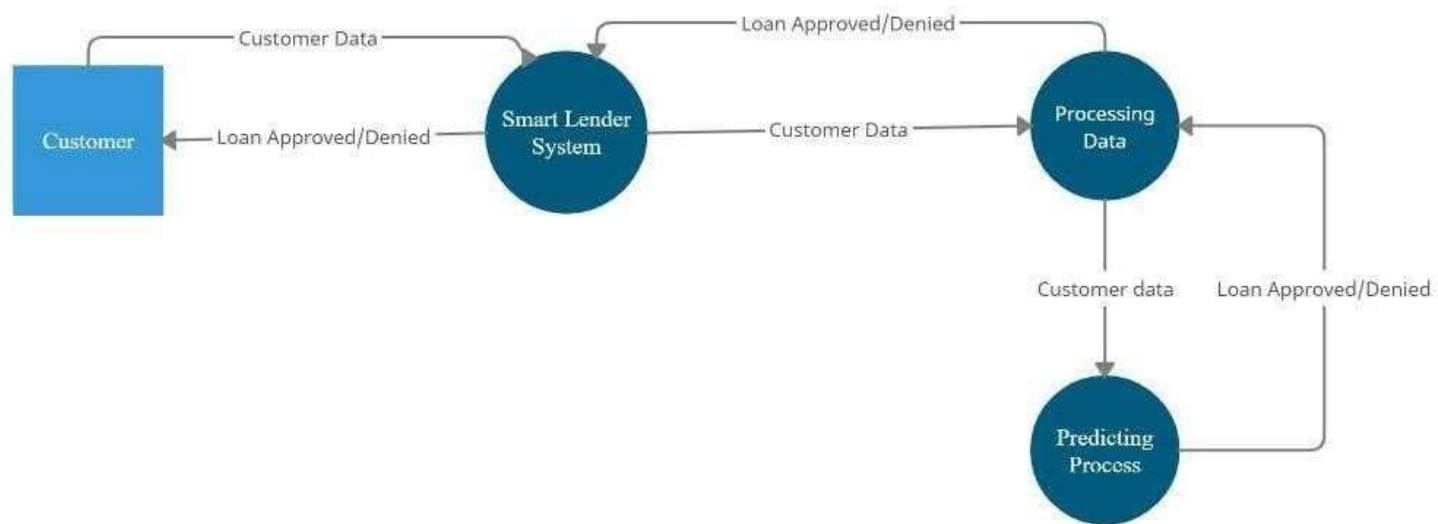 Loan Approved/Denied
Customer Data
Customer
Loan Approved/Denied
Smart Lender
System
Customer Data
Processing
Data
Customer data
Loan Approved/Denied
Predicting
Process